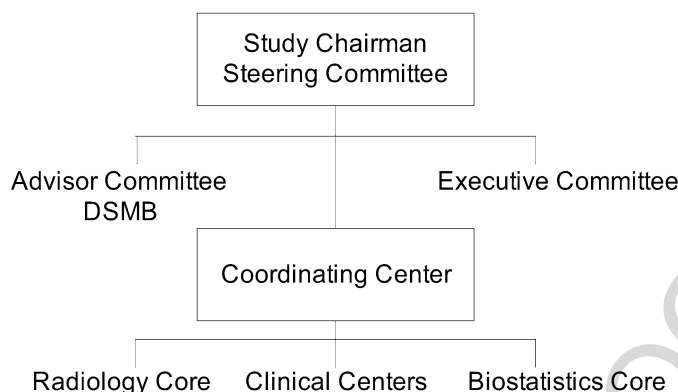 Study Chairman
Steering Committee
Advisor Committee
DSMB
Executive Committee
Coordinating Center
Radiology Core
Clinical Centers
Biostatistics Core